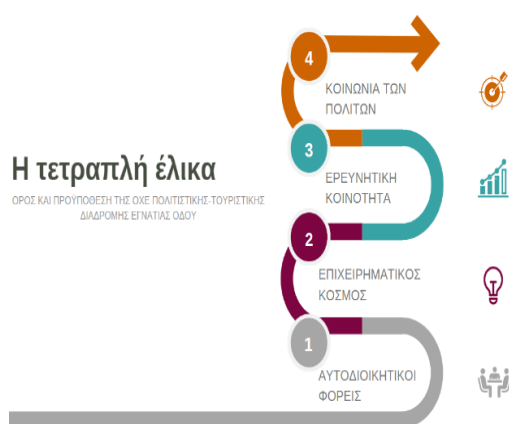 Η τετραπλή έλικα
ΟΡΟΣ ΚΑΙ ΠΡΟΫΠΟΘΕΣΗ ΤΗΣ ΟΧΕ ΠΟΛΙΤΙΣΤΙΚΗΣ-ΤΟΥΡΙΣΤΙΚΗΣ
ΔΙΑΔΡΟΜΗΣ ΕΓΝΑΤΙΑΣ ΟΔΟΥ
4
ΚΟΙΝΩΝΙΑ ΤΩΝ
ΠΟΛΙΤΩΝ
3
ΕΡΕΥΝΗΤΙΚΗ
ΚΟΙΝΟΤΗΤΑ
2
ΕΠΙΧΕΙΡΗΜΑΤΙΚΟΣ
ΚΟΣΜΟΣ
1
ΑΥΤΟΔΙΟΙΚΗΤΙΚΟΙ
ΦΟΡΕΙΣ